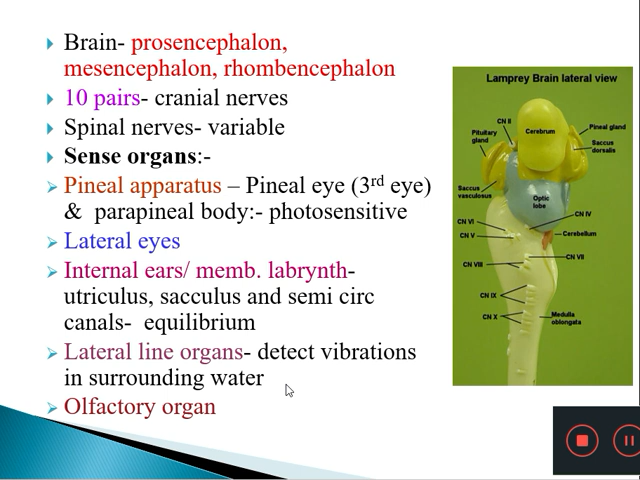 Brain- prosencephalon,
mesencephalon, rhombencephalon
10 pairs- cranial nerves
Spinal nerves- variable
Sense organs:-
Pineal apparatus – Pineal eye (3rd eye)
& parapineal body:- photosensitive
Lateral eyes
Internal ears/ memb. labrynth-
utriculus, sacculus and semi circ
canals- equilibrium
Lateral line organs- detect vibrations
in surrounding water
Olfactory organ
Lamprey Brain lateral view
CN II
Pituitary
gland
Cerebrum
Pineal gland
Saccus
dorsalis
Saccus
vasculosus
Optic
lobe
CN IV
CN VI
CN V
Cerebellum
CN VII
CN VIII
CN IX
CN X
Medulla
oblongata